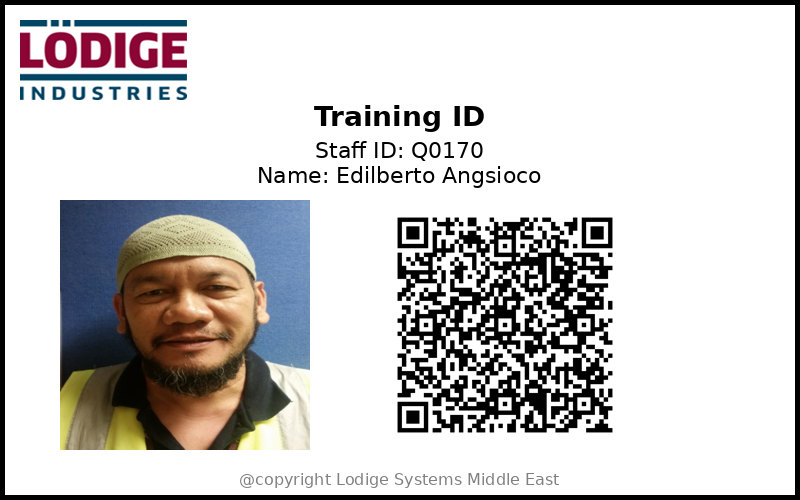 LÖDIGE
INDUSTRIES
Training ID
Staff ID: Q0170
Name: Edilberto Angsioco
@copyright Lodige Systems Middle East